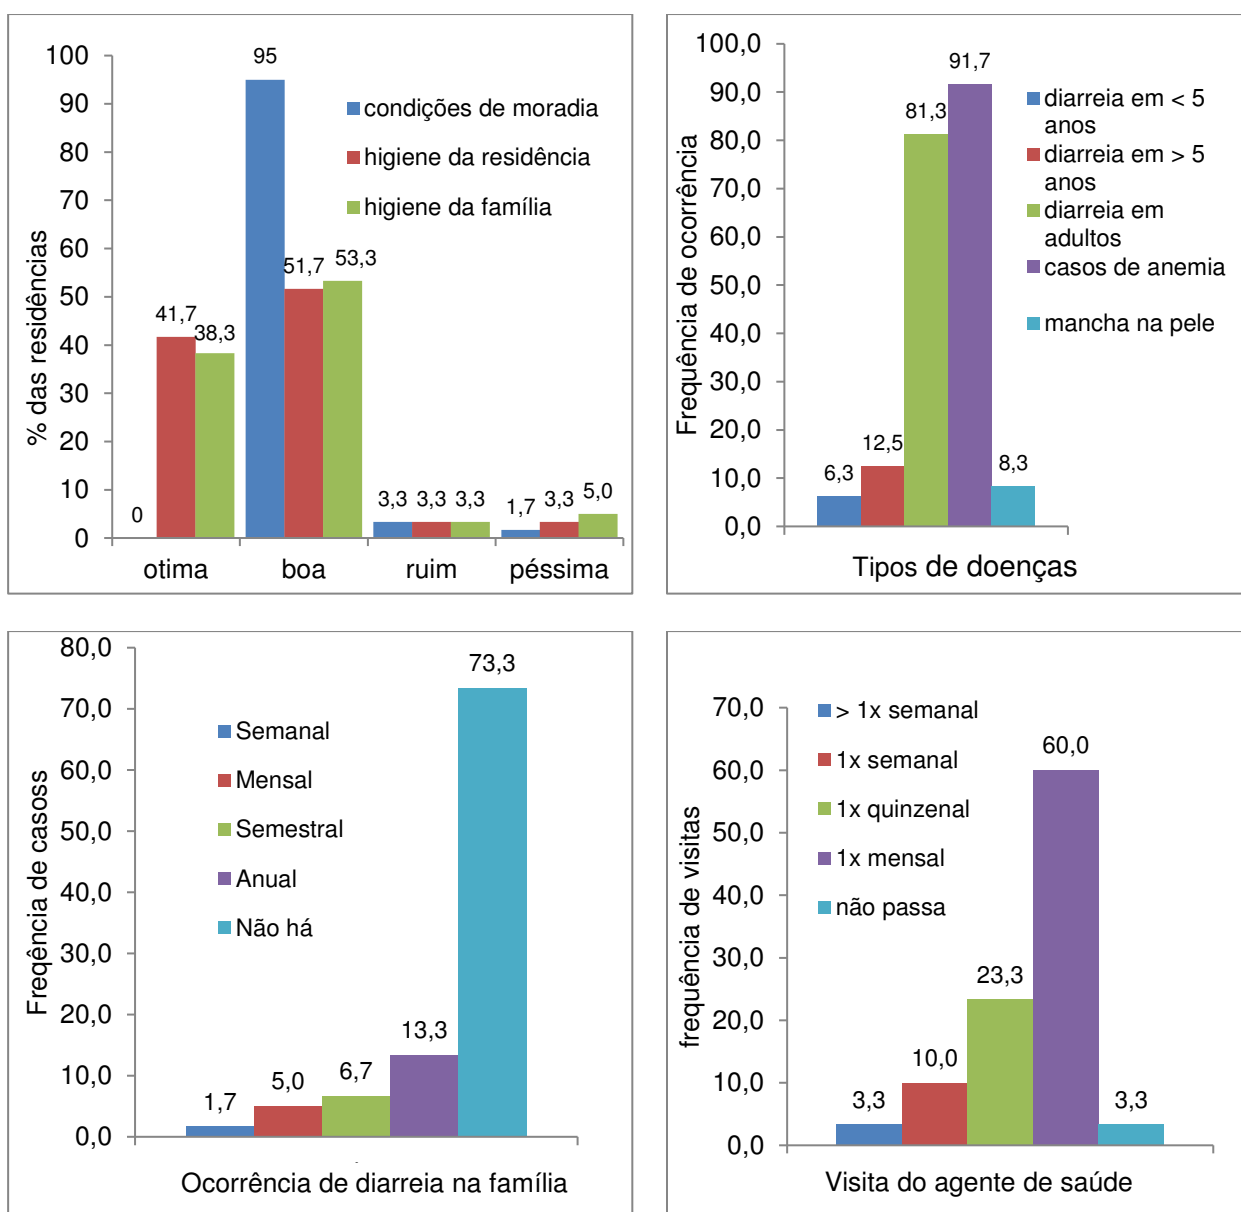 100
90
80
70
60
50
40
30
20
10
0
% das residências
95
condições de moradia
higiene da residência
higiene da família
51,7
53,3
41,7
38,3
0
3,3
3,3
3,3
1,7
3,3
5,0
otima
boa
ruim
péssima
100,0
90,0
80,0
70,0
60,0
50,0
40,0
30,0
20,0
10,0
0,0
Frequência de ocorrência
91,7
81,3
12,5
6,3
8,3
diarreia em < 5
anos
diarreia em > 5
anos
diarreia em
adultos
casos de anemia
mancha na pele
Tipos de doenças
80,0
70,0
60,0
50,0
40,0
30,0
20,0
10,0
0,0
Freqência de casoss
73,3
Semanal
Mensal
Semestral
Anual
Não há
1,7
5,0
6,7
13,3
Ocorrência de diarreia na família
70,0
60,0
50,0
40,0
30,0
20,0
10,0
0,0
frequência de visitas
> 1x semanal
1x semanal
1x quinzenal
1x mensal
não passa
60,0
23,3
10,0
3,3
3,3
Visita do agente de saúde